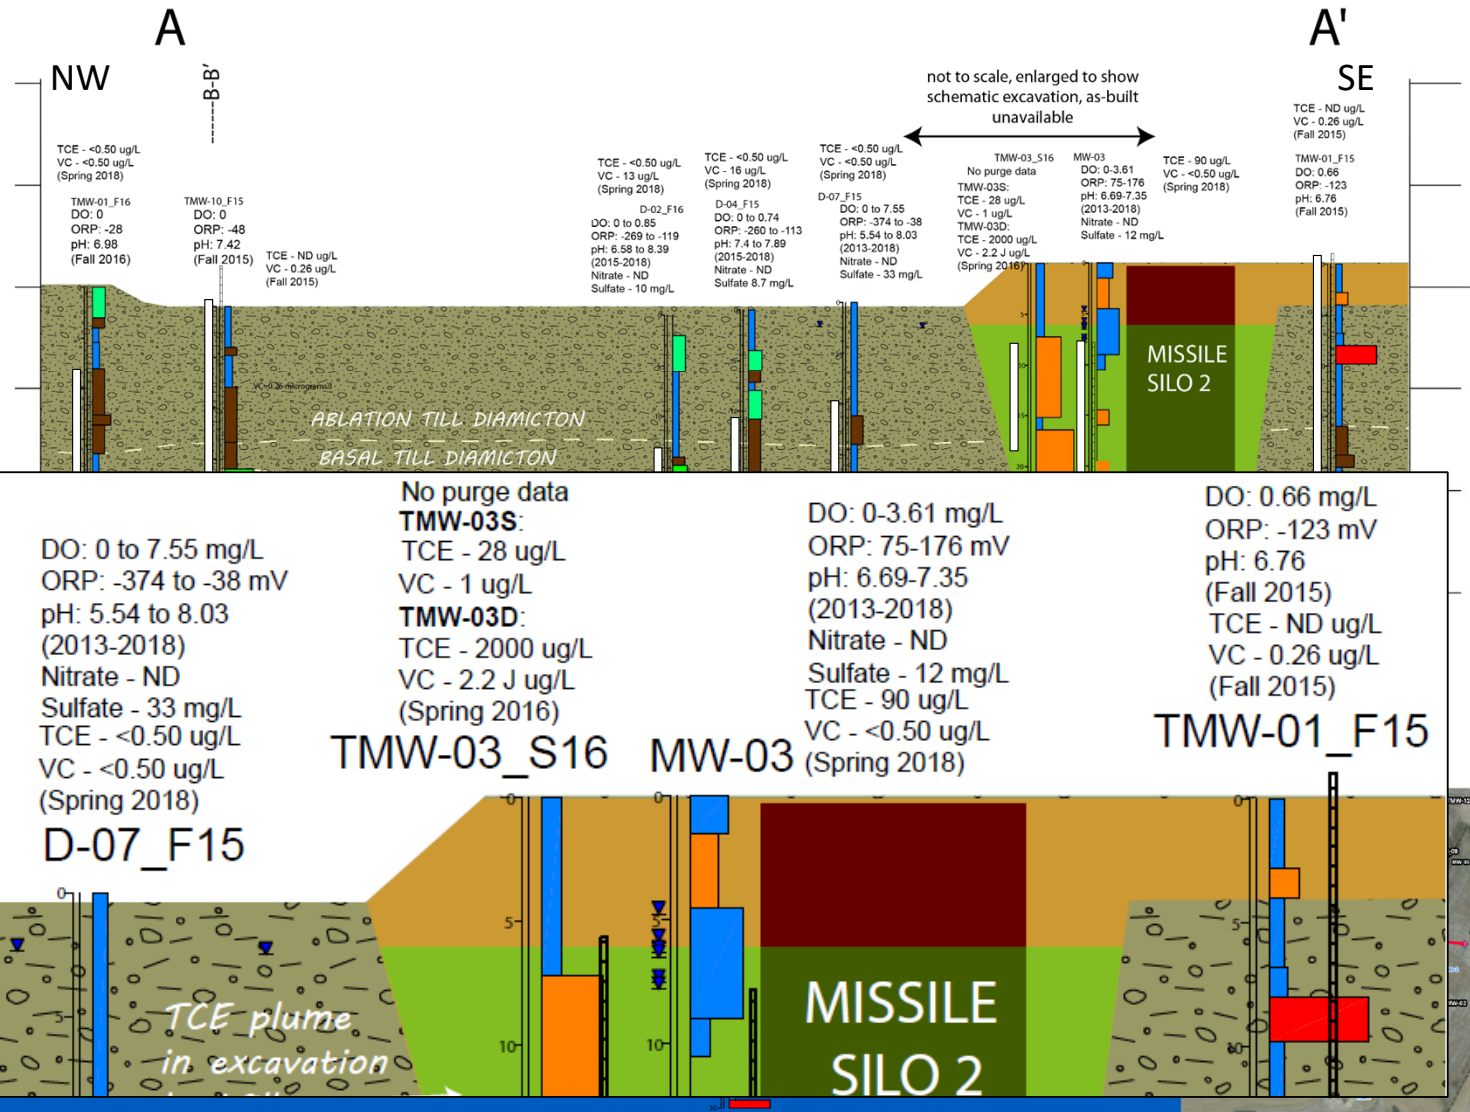 A
A'
NW
SE
-------B-B'
not to scale, enlarged to show
schematic excavation, as-built
unavailable
TCE - <0.50 ug/L
VC - <0.50 ug/L
(Spring 2018)
TMW-01_F16
DO: 0
ORP: -28
pH: 6.98
(Fall 2016)
TMW-10_F15
DO: 0
ORP: -48
pH: 7.42
(Fall 2015)
TCE - ND ug/L
VC - 0.26 ug/L
(Fall 2015)
TCE - <0.50 ug/L
VC - 13 ug/L
(Spring 2018)
D-02_F16
DO: 0 to 0.85
ORP: -269 to -119
pH: 6.58 to 8.39
(2015-2018)
Nitrate - ND
Sulfate - 10 mg/L
TCE - <0.50 ug/L
VC - 16 ug/L
(Spring 2018)
D-04_F15
DO: 0 to 0.74
ORP: -260 to -113
pH: 7.4 to 7.89
(2015-2018)
Nitrate - ND
Sulfate 8.7 mg/L
TCE - <0.50 ug/L
VC - <0.50 ug/L
(Spring 2018)
D-07_F15
DO: 0 to 7.55
ORP: -374 to -38
pH: 5.54 to 8.03
(2013-2018)
Nitrate - ND
Sulfate - 33 mg/L
TMW-03_S16
No purge data
TMW-03S:
TCE - 28 ug/L
VC - 1 ug/L
TMW-03D:
TCE - 2000 ug/L
VC - 2.2 J ug/L
(Spring 2016)
MW-03
DO: 0-3.61
ORP: 75-176
pH: 6.69-7.35
(2013-2018)
Nitrate - ND
Sulfate - 12 mg/L
TCE - 90 ug/L
VC - <0.50 ug/L
(Spring 2018)
TCE - ND ug/L
VC - 0.26 ug/L
(Fall 2015)
TMW-01_F15
DO: 0.66
ORP: -123
pH: 6.76
(Fall 2015)
MISSILE
SILO 2
ABLATION TILL DIAMICTON
BASAL TILL DIAMICTON
DO: 0 to 7.55 mg/L
ORP: -374 to -38 mV
pH: 5.54 to 8.03
(2013-2018)
Nitrate - ND
Sulfate - 33 mg/L
TCE - <0.50 ug/L
VC - <0.50 ug/L
(Spring 2018)
D-07_F15
No purge data
TMW-03S:
TCE - 28 ug/L
VC - 1 ug/L
TMW-03D:
TCE - 2000 ug/L
VC - 2.2 J ug/L
(Spring 2016)
TMW-03_S16
DO: 0-3.61 mg/L
ORP: 75-176 mV
pH: 6.69-7.35
(2013-2018)
Nitrate - ND
Sulfate - 12 mg/L
TCE - 90 ug/L
VC - <0.50 ug/L
(Spring 2018)
MW-03
DO: 0.66 mg/L
ORP: -123 mV
pH: 6.76
(Fall 2015)
TCE - ND ug/L
VC - 0.26 ug/L
(Fall 2015)
TMW-01_F15
0
5
0
5
10
0
5
10
0
5
10
TCE plume
in excavation
MISSILE
SILO 2